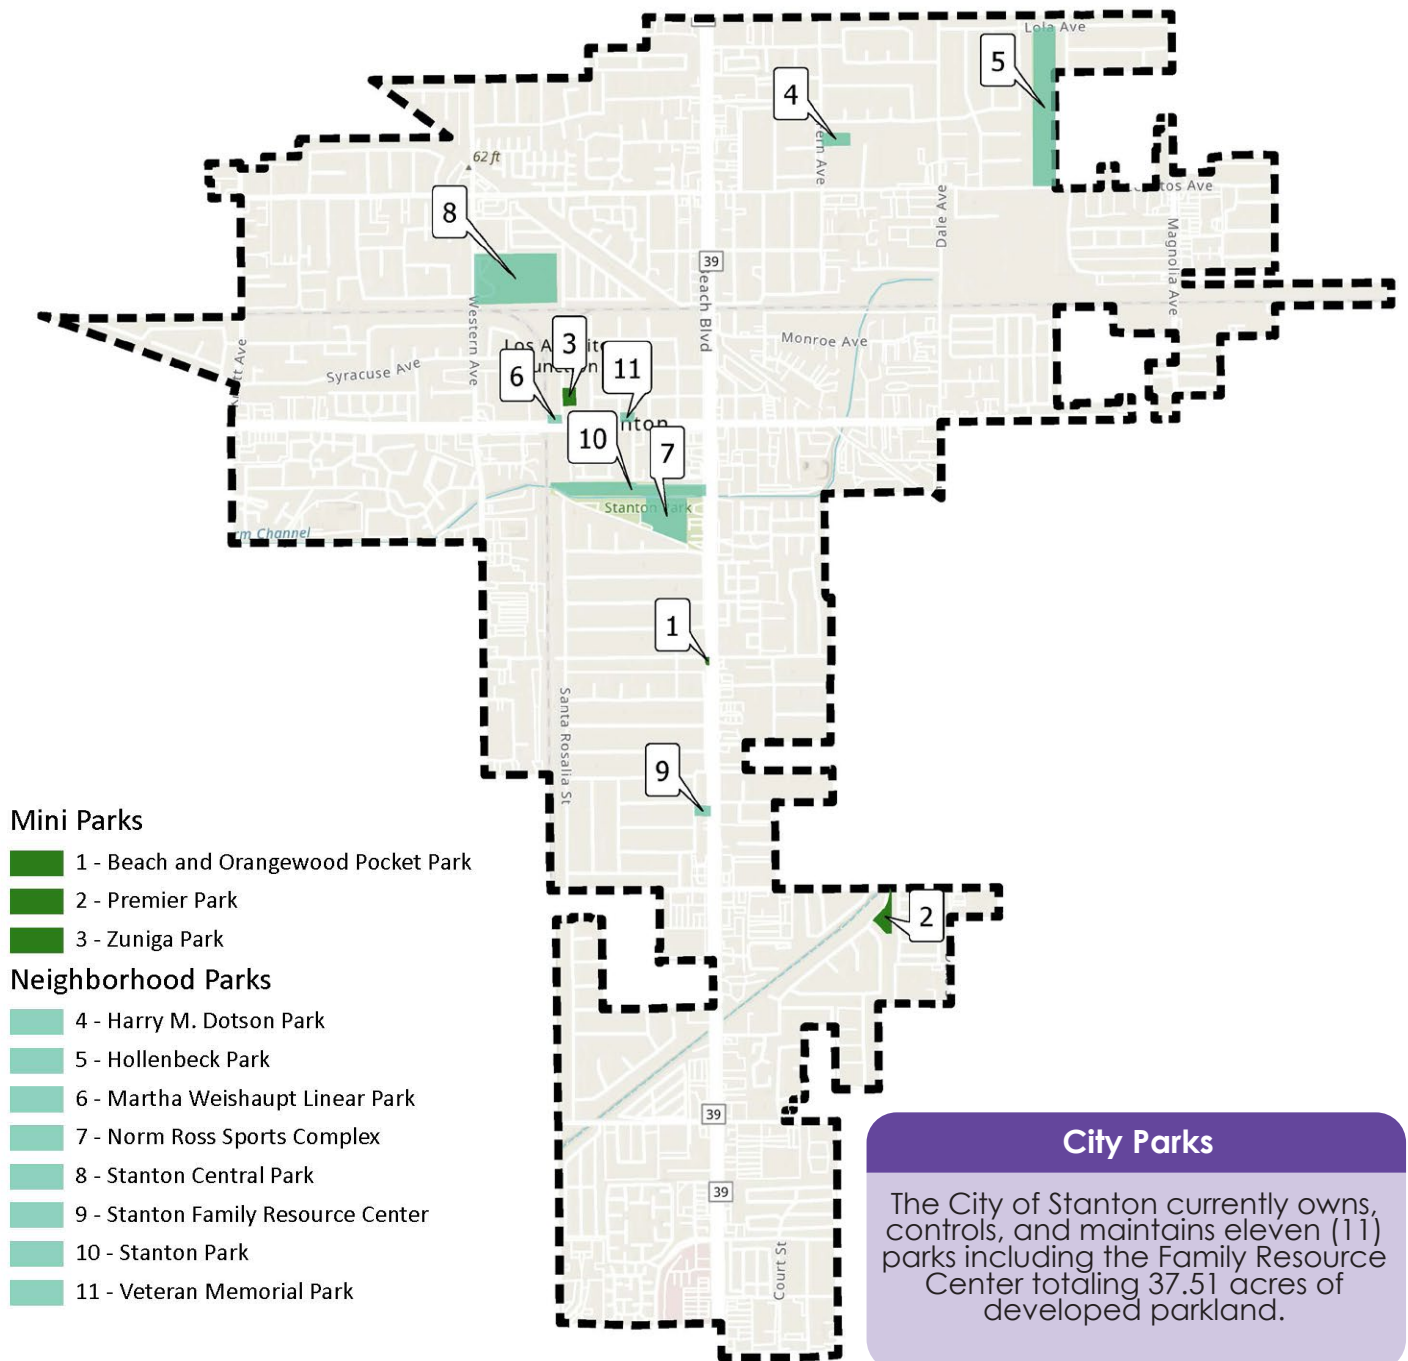 Lola Ave
5
4
62 ft
8
Dale Ave
Magnolia Ave
39
Beach Blvd
Western Ave
Monroe Ave
3
11
6
Syracuse Ave
10
7
Stanton Park
1
Santa Rosalia St
9
2
39
39
Court St
Mini Parks
1 - Beach and Orangewood Pocket Park
2 - Premier Park
3 - Zuniga Park
Neighborhood Parks
4 - Harry M. Dotson Park
5 - Hollenbeck Park
6 - Martha Weishaupt Linear Park
7 - Norm Ross Sports Complex
8 - Stanton Central Park
9 - Stanton Family Resource Center
10 - Stanton Park
11 - Veteran Memorial Park
City Parks
The City of Stanton currently owns,
controls, and maintains eleven (11)
parks including the Family Resource
Center totaling 37.51 acres of
developed parkland.